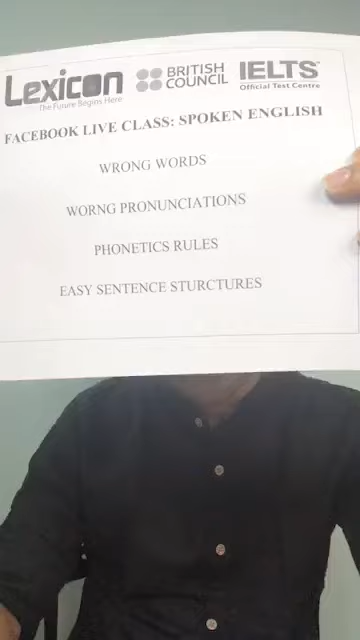 Lexicon BRITISH COUNCIL IELTS™
The Future Begins Here Official Test Centre
FACEBOOK LIVE CLASS: SPOKEN ENGLISH
WRONG WORDS
WORNG PRONUNCIATIONS
PHONETICS RULES
EASY SENTENCE STURCTURES